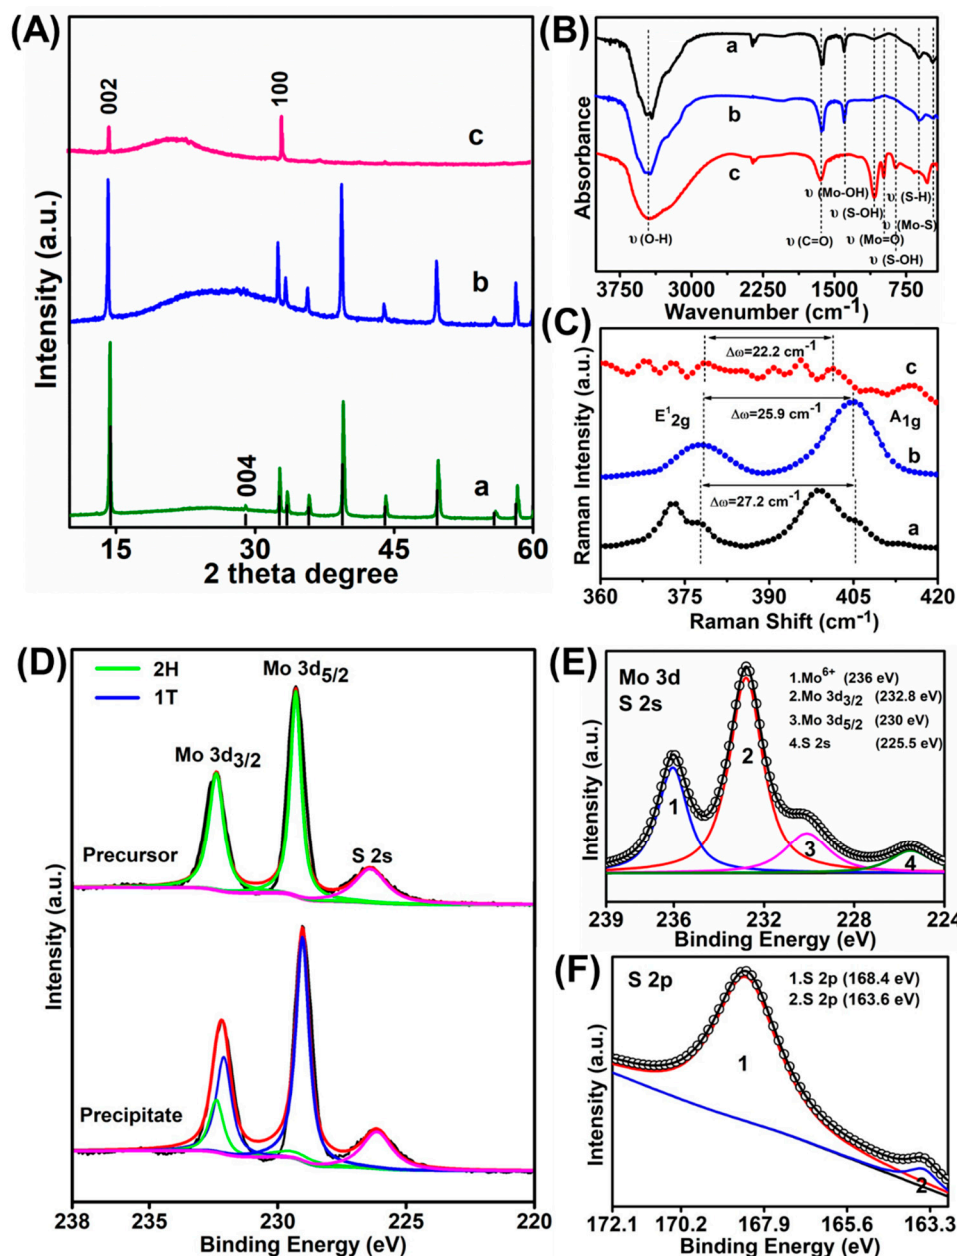 (A)
002
100
c
b
004
a
Intensity (a.u.)
15
30
45
60
2 theta degree
(B)
a
b
c
υ (Mo-OH)
υ (S-H)
υ (S-OH)
υ (Mo-S)
υ (O-H)
υ (C=O)
υ (Mo=O)
υ (S-OH)
Absorbance
3750
2250
1500
750
Wavenumber (cm-1)
(C)
Δω=22.2 cm-1
c
E12g
Δω=25.9 cm-1
A1g
b
Δω=27.2 cm-1
a
Raman Intensity (a.u.)
360
375
390
405
420
Raman Shift (cm-1)
(D)
2H
1T
Mo 3d5/2
Mo 3d3/2
Precursor
S 2s
Precipitate
Intensity (a.u.)
238
235
230
225
220
Binding Energy (eV)
(E)
Mo 3d
S 2s
1.Mo6+ (236 eV)
2.Mo 3d3/2 (232.8 eV)
3.Mo 3d5/2 (230 eV)
4.S 2s (225.5 eV)
1
2
3
4
Intensity (a.u.)
239
236
232
228
224
Binding Energy (eV)
(F)
S 2p
1.S 2p (168.4 eV)
2.S 2p (163.6 eV)
1
2
Intensity (a.u.)
172.1
170.2
167.9
165.6
163.3
Binding Energy (eV)